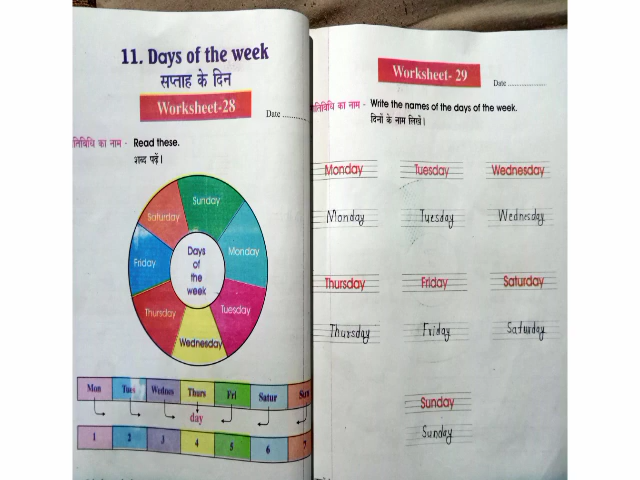 11. Days of the week
सप्ताह के दिन
Worksheet-28
Date ............
Read these.
शब्द पढ़ें।
Sunday
Monday
Tuesday
Wednesday
Thursday
Friday
Saturday
Days
of
the
week
Mon Tues Wednes Thurs Fri Satur Sun
day
1 2 3 4 5 6 7
Worksheet- 29
Date ....................
गतिविधि का नाम - Write the names of the days of the week.
दिनों के नाम लिखें।
Monday Tuesday Wednesday
Monday Tuesday Wednesday
Thursday Friday Saturday
Thursday Friday Saturday
Sunday
Sunday